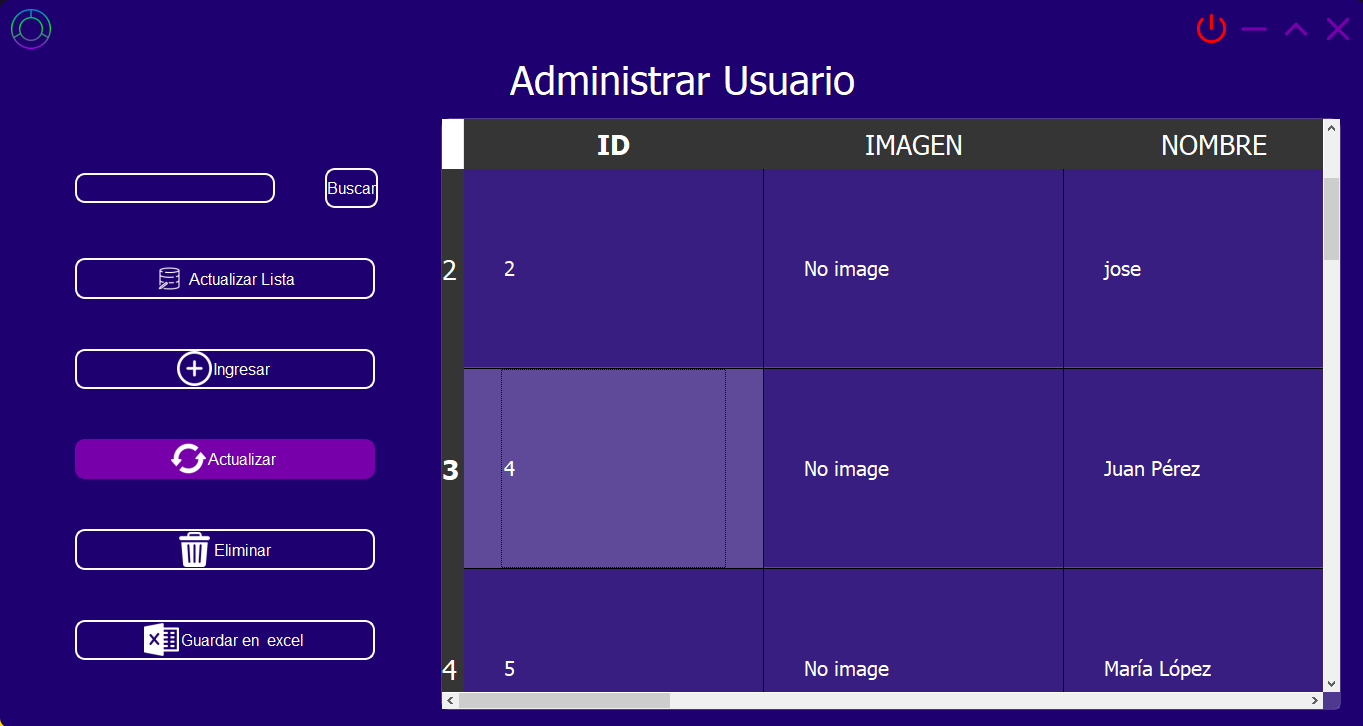 Administrar Usuario
Buscar
Actualizar Lista
Ingresar
Actualizar
Eliminar
Guardar en excel
ID IMAGEN NOMBRE
2 2 No image jose
3 4 No image Juan Pérez
4 5 No image María López